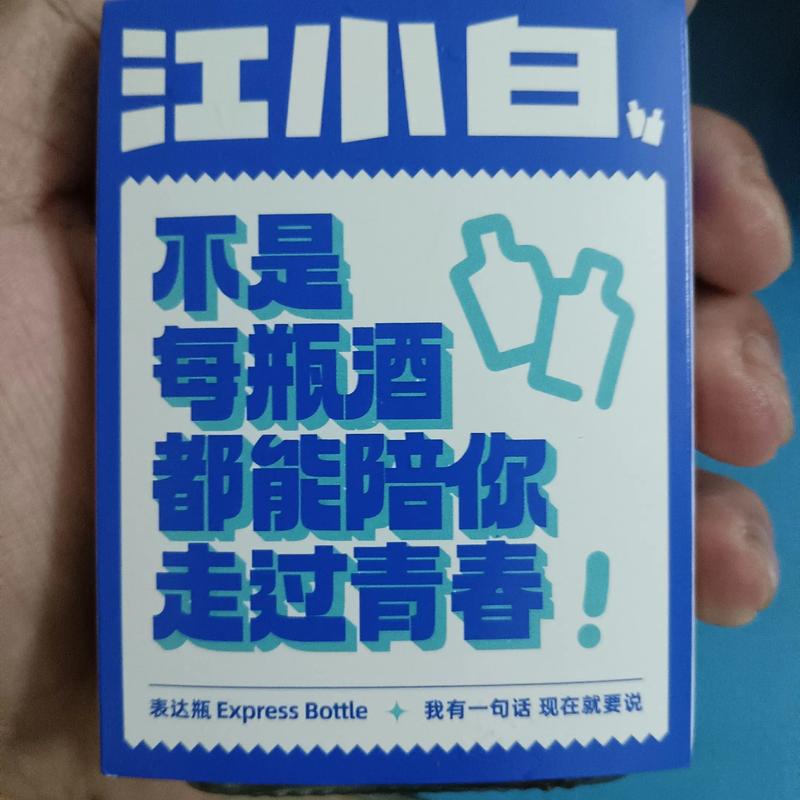 江小白
不是
每瓶酒
都能陪你
走过青春！
表达瓶 Express Bottle 我有一句话 现在就要说